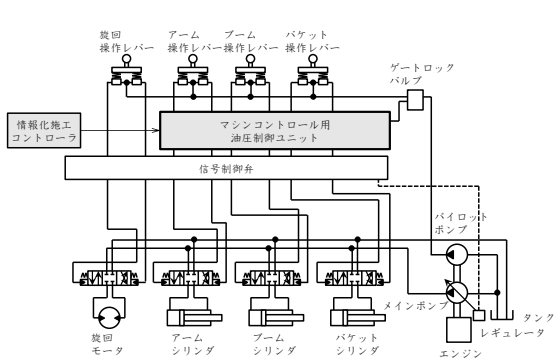 旋回
操作レバー
アーム
操作レバー
ブーム
操作レバー
バケット
操作レバー
ゲートロック
バルブ
情報化施工
コントローラ
マシンコントロール用
油圧制御ユニット
信号制御弁
パイロット
ポンプ
メインポンプ
タンク
レギュレータ
エンジン
旋回
モータ
アーム
シリンダ
ブーム
シリンダ
バケット
シリンダ